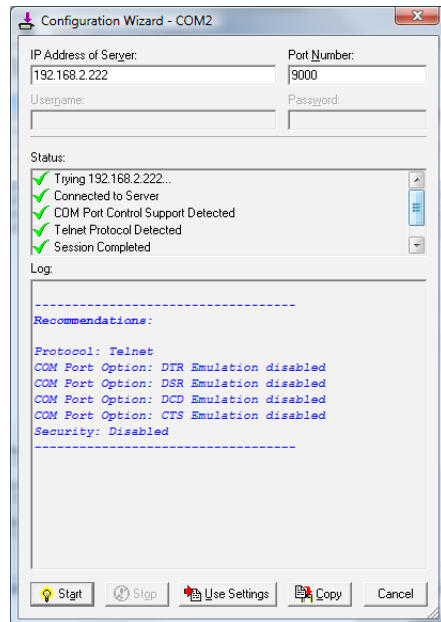 Configuration Wizard - COM2
IP Address of Server: Port Number:
192.168.2.222 9000
Username: Password:
Status:
Trying 192.168.2.222...
Connected to Server
COM Port Control Support Detected
Telnet Protocol Detected
Session Completed
Log:
-----------------------------------
Recommendations:
Protocol: Telnet
COM Port Option: DTR Emulation disabled
COM Port Option: DSR Emulation disabled
COM Port Option: DCD Emulation disabled
COM Port Option: CTS Emulation disabled
Security: Disabled
-----------------------------------
Start Stop Use Settings Copy Cancel